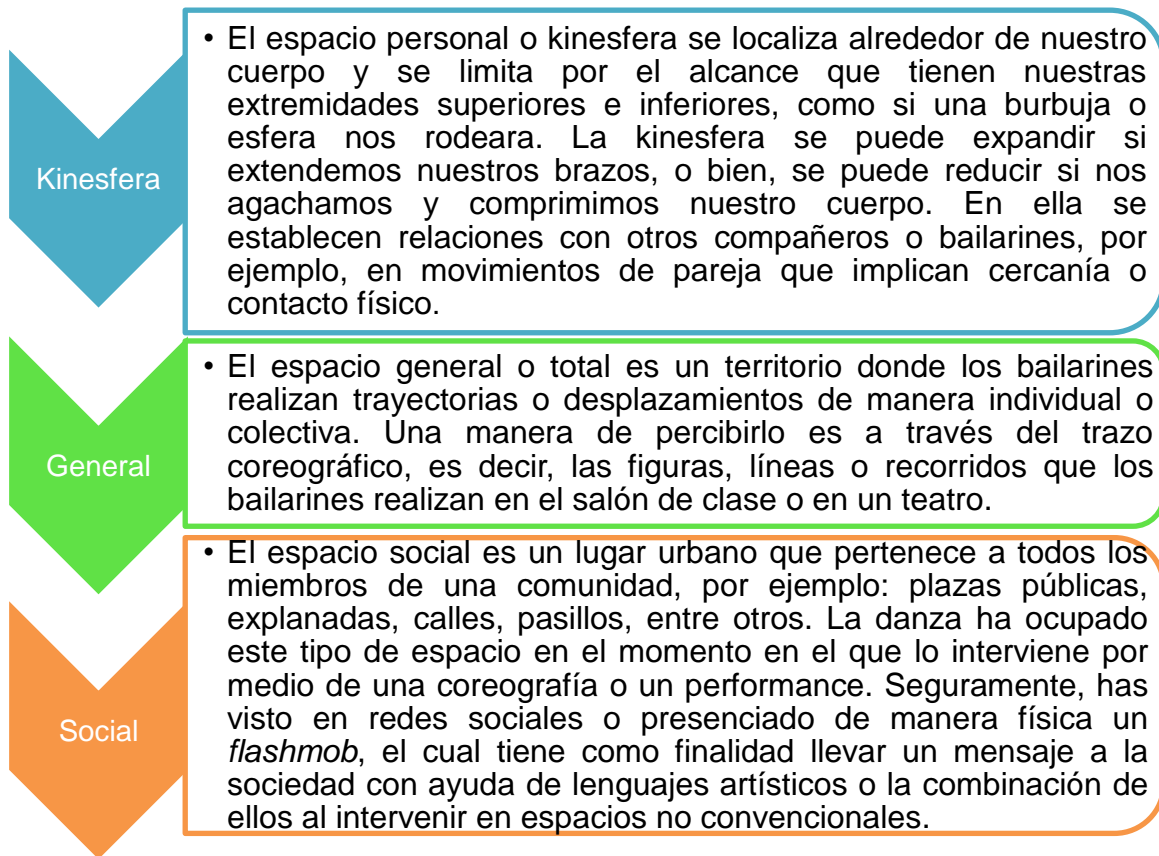 Kinesfera
• El espacio personal o kinesfera se localiza alrededor de nuestro
cuerpo y se limita por el alcance que tienen nuestras
extremidades superiores e inferiores, como si una burbuja o
esfera nos rodeara. La kinesfera se puede expandir si
extendemos nuestros brazos, o bien, se puede reducir si nos
agachamos y comprimimos nuestro cuerpo. En ella se
establecen relaciones con otros compañeros o bailarines, por
ejemplo, en movimientos de pareja que implican cercanía o
contacto físico.
General
• El espacio general o total es un territorio donde los bailarines
realizan trayectorias o desplazamientos de manera individual o
colectiva. Una manera de percibirlo es a través del trazo
coreográfico, es decir, las figuras, líneas o recorridos que los
bailarines realizan en el salón de clase o en un teatro.
Social
• El espacio social es un lugar urbano que pertenece a todos los
miembros de una comunidad, por ejemplo: plazas públicas,
explanadas, calles, pasillos, entre otros. La danza ha ocupado
este tipo de espacio en el momento en el que lo interviene por
medio de una coreografía o un performance. Seguramente, has
visto en redes sociales o presenciado de manera física un
flashmob, el cual tiene como finalidad llevar un mensaje a la
sociedad con ayuda de lenguajes artísticos o la combinación de
ellos al intervenir en espacios no convencionales.